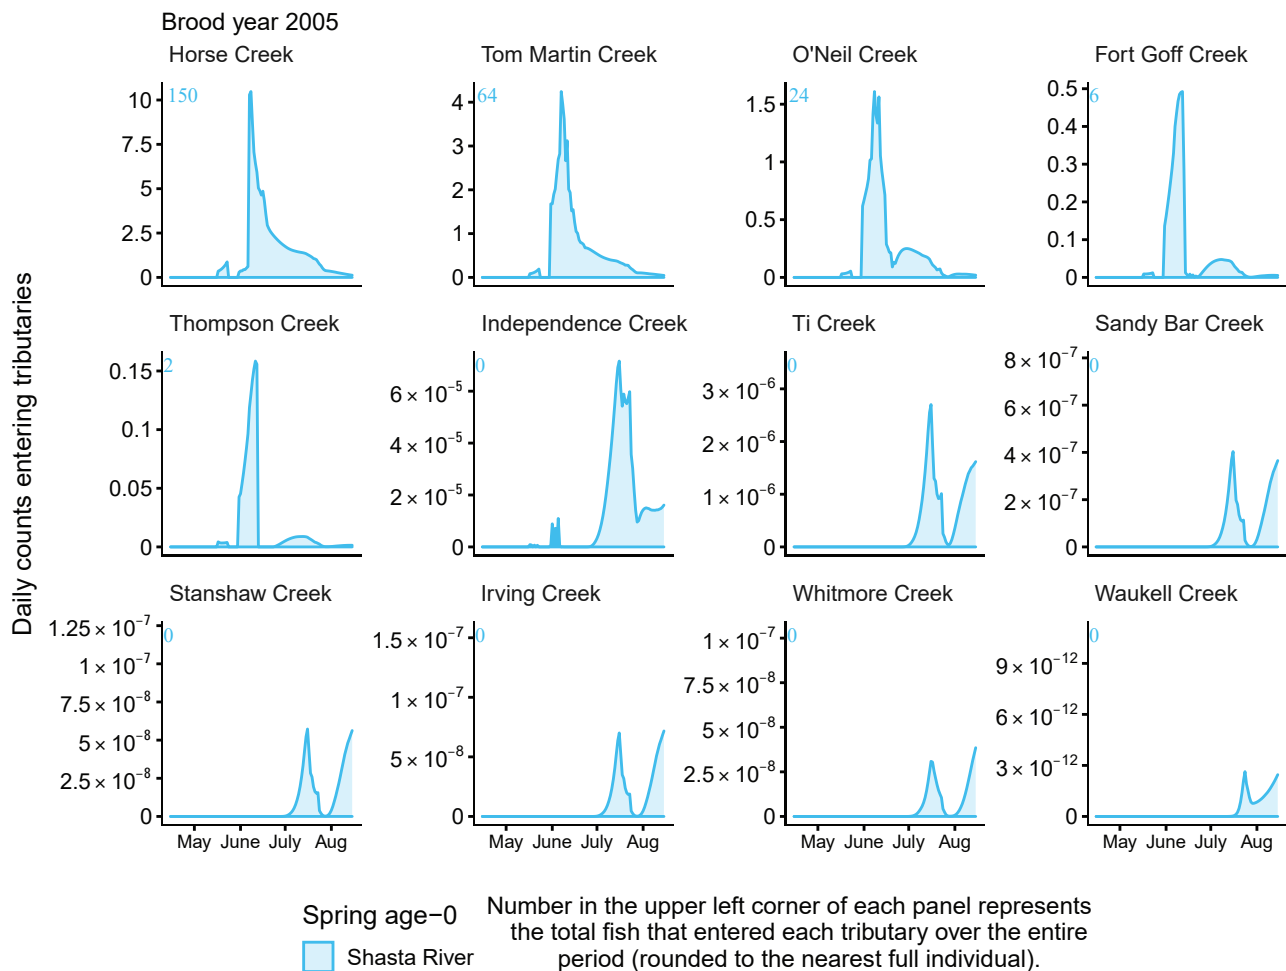 Brood year 2005
Horse Creek
Tom Martin Creek
O'Neil Creek
Fort Goff Creek
150
10
7.5
5
2.5
0
64
4
3
2
1
0
24
1.5
1
0.5
0
6
0.5
0.4
0.3
0.2
0.1
0
Daily counts entering tributaries
Thompson Creek
Independence Creek
Ti Creek
Sandy Bar Creek
2
0.15
0.1
0.05
0
0
6 × 10⁻⁵
4 × 10⁻⁵
2 × 10⁻⁵
0
0
3 × 10⁻⁶
2 × 10⁻⁶
1 × 10⁻⁶
0
0
8 × 10⁻⁷
6 × 10⁻⁷
4 × 10⁻⁷
2 × 10⁻⁷
0
Stanshaw Creek
Irving Creek
Whitmore Creek
Waukell Creek
0
1.25 × 10⁻⁷
1 × 10⁻⁷
7.5 × 10⁻⁸
5 × 10⁻⁸
2.5 × 10⁻⁸
0
0
1.5 × 10⁻⁷
1 × 10⁻⁷
5 × 10⁻⁸
0
0
1 × 10⁻⁷
7.5 × 10⁻⁸
5 × 10⁻⁸
2.5 × 10⁻⁸
0
0
9 × 10⁻¹²
6 × 10⁻¹²
3 × 10⁻¹²
0
May June July Aug
May June July Aug
May June July Aug
May June July Aug
Spring age−0
Shasta River
Number in the upper left corner of each panel represents
the total fish that entered each tributary over the entire
period (rounded to the nearest full individual).